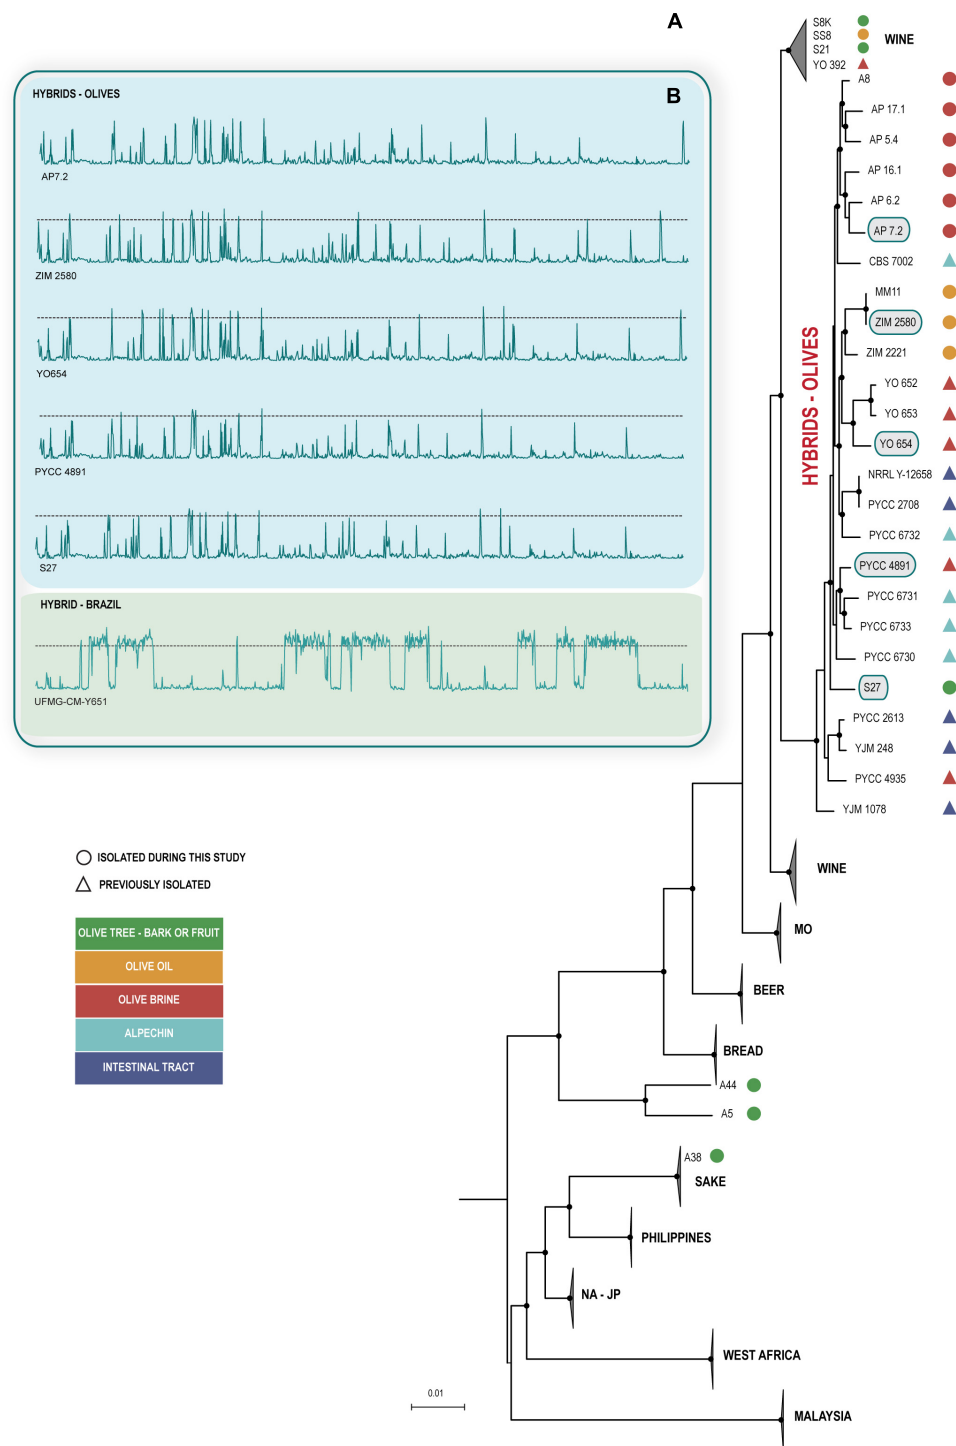 A
S8K
SS8
S21
YO 392
WINE
B
HYBRIDS - OLIVES
AP7.2
ZIM 2580
YO654
PYCC 4891
S27
HYBRID - BRAZIL
UFMG-CM-Y651
HYBRIDS - OLIVES
A8
AP 17.1
AP 5.4
AP 16.1
AP 6.2
AP 7.2
CBS 7002
MM11
ZIM 2580
ZIM 2221
YO 652
YO 653
YO 654
NRRL Y-12658
PYCC 2708
PYCC 6732
PYCC 4891
PYCC 6731
PYCC 6733
PYCC 6730
S27
PYCC 2613
YJM 248
PYCC 4935
YJM 1078
WINE
MO
BEER
BREAD
A44
A5
A38
SAKE
PHILIPPINES
NA - JP
WEST AFRICA
MALAYSIA
ISOLATED DURING THIS STUDY
PREVIOUSLY ISOLATED
OLIVE TREE - BARK OR FRUIT
OLIVE OIL
OLIVE BRINE
ALPECHIN
INTESTINAL TRACT
0.01